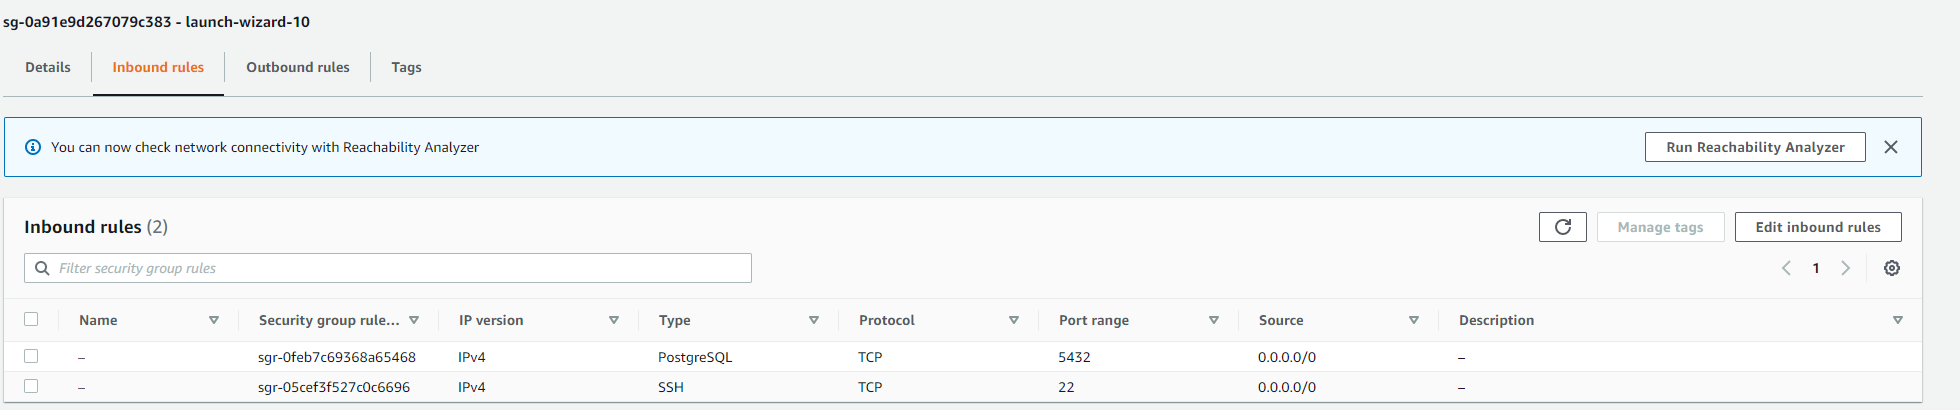 sg-0a91e9d267079c383 - launch-wizard-10
Details Inbound rules Outbound rules Tags
You can now check network connectivity with Reachability Analyzer Run Reachability Analyzer
Inbound rules (2) Manage tags Edit inbound rules
Filter security group rules 1
Name Security group rule... IP version Type Protocol Port range Source Description
– sgr-0feb7c69368a65468 IPv4 PostgreSQL TCP 5432 0.0.0.0/0 –
– sgr-05cef3f527c0c6696 IPv4 SSH TCP 22 0.0.0.0/0 –